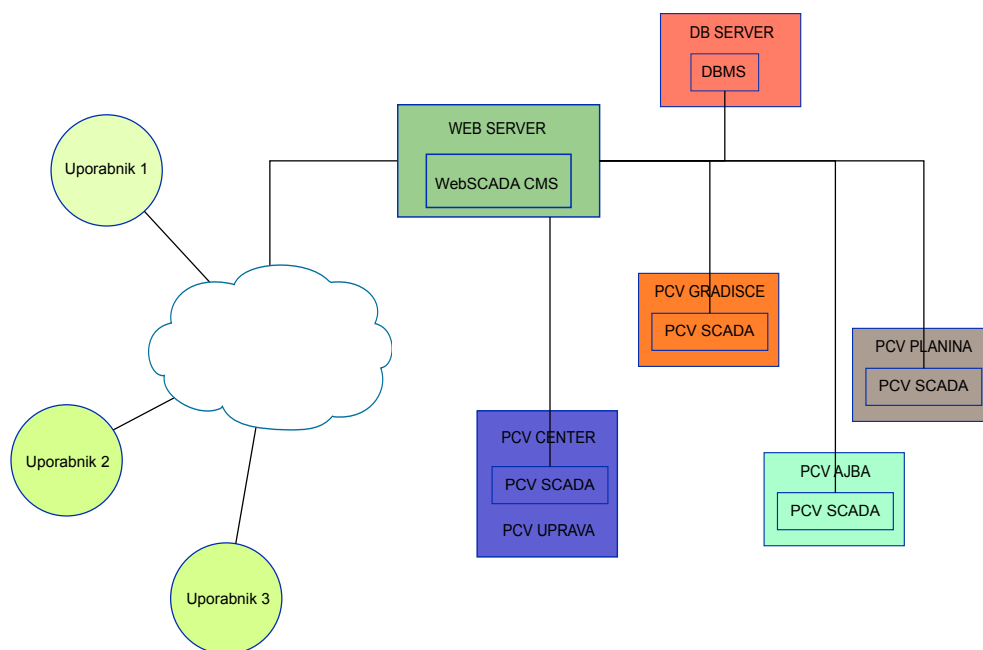 DB SERVER
DBMS
WEB SERVER
WebSCADA CMS
Uporabnik 1
PCV GRADISCE
PCV SCADA
PCV PLANINA
PCV SCADA
PCV CENTER
PCV SCADA
PCV UPRAVA
PCV AJBA
PCV SCADA
Uporabnik 2
Uporabnik 3